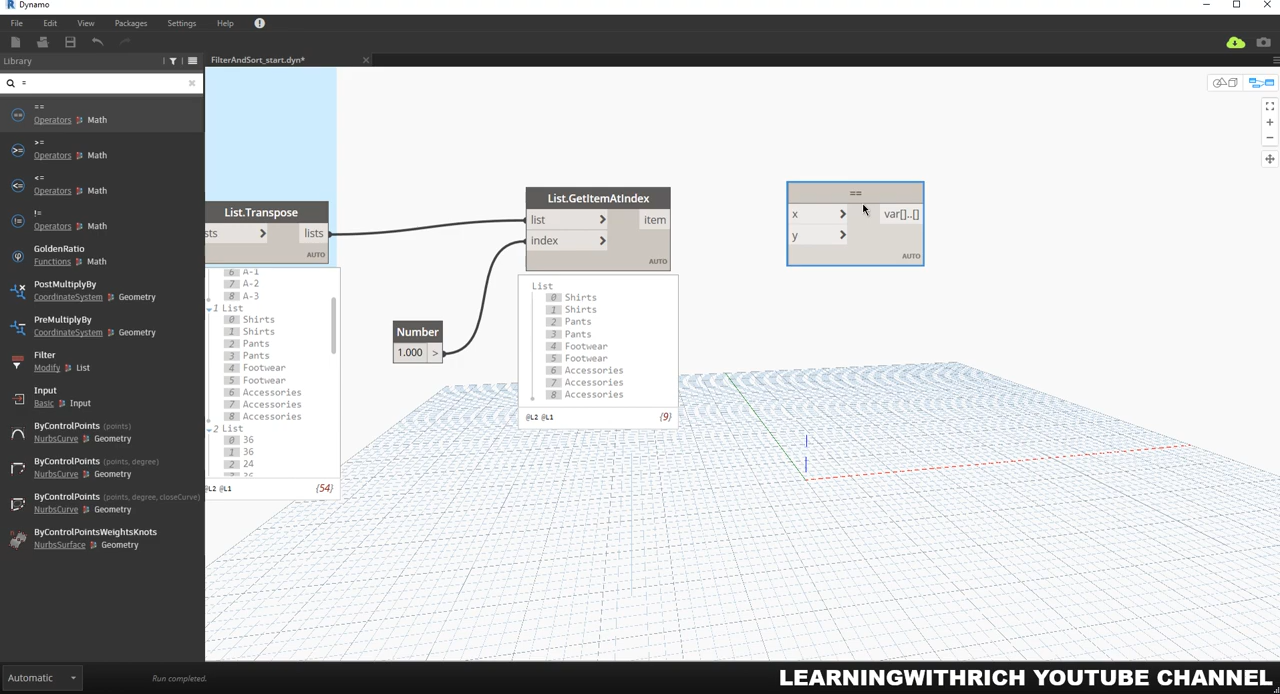 Dynamo
File Edit View Packages Settings Help
Library
FilterAndSort_start.dyn*
=
==
Operators Math
>=
Operators Math
<=
Operators Math
!=
Operators Math
GoldenRatio
Functions Math
PostMultiplyBy
CoordinateSystem Geometry
PreMultiplyBy
CoordinateSystem Geometry
Filter
Modify List
Input
Basic Input
ByControlPoints (points)
NurbsCurve Geometry
ByControlPoints (points, degree)
NurbsCurve Geometry
ByControlPoints (points, degree, closeCurve)
NurbsCurve Geometry
ByControlPointsWeightsKnots
NurbsSurface Geometry
List.Transpose
sts > lists
AUTO
6 A-1
7 A-2
8 A-3
1 List
0 Shirts
1 Shirts
2 Pants
3 Pants
4 Footwear
5 Footwear
6 Accessories
7 Accessories
8 Accessories
2 List
0 36
1 36
2 24
@L2 @L1 {54}
Number
1.000 >
List.GetItemAtIndex
list > item
index >
AUTO
List
0 Shirts
1 Shirts
2 Pants
3 Pants
4 Footwear
5 Footwear
6 Accessories
7 Accessories
8 Accessories
@L2 @L1 {9}
==
x > var[]..[]
y >
AUTO
Automatic
Run completed.
LEARNINGWITHRICH YOUTUBE CHANNEL